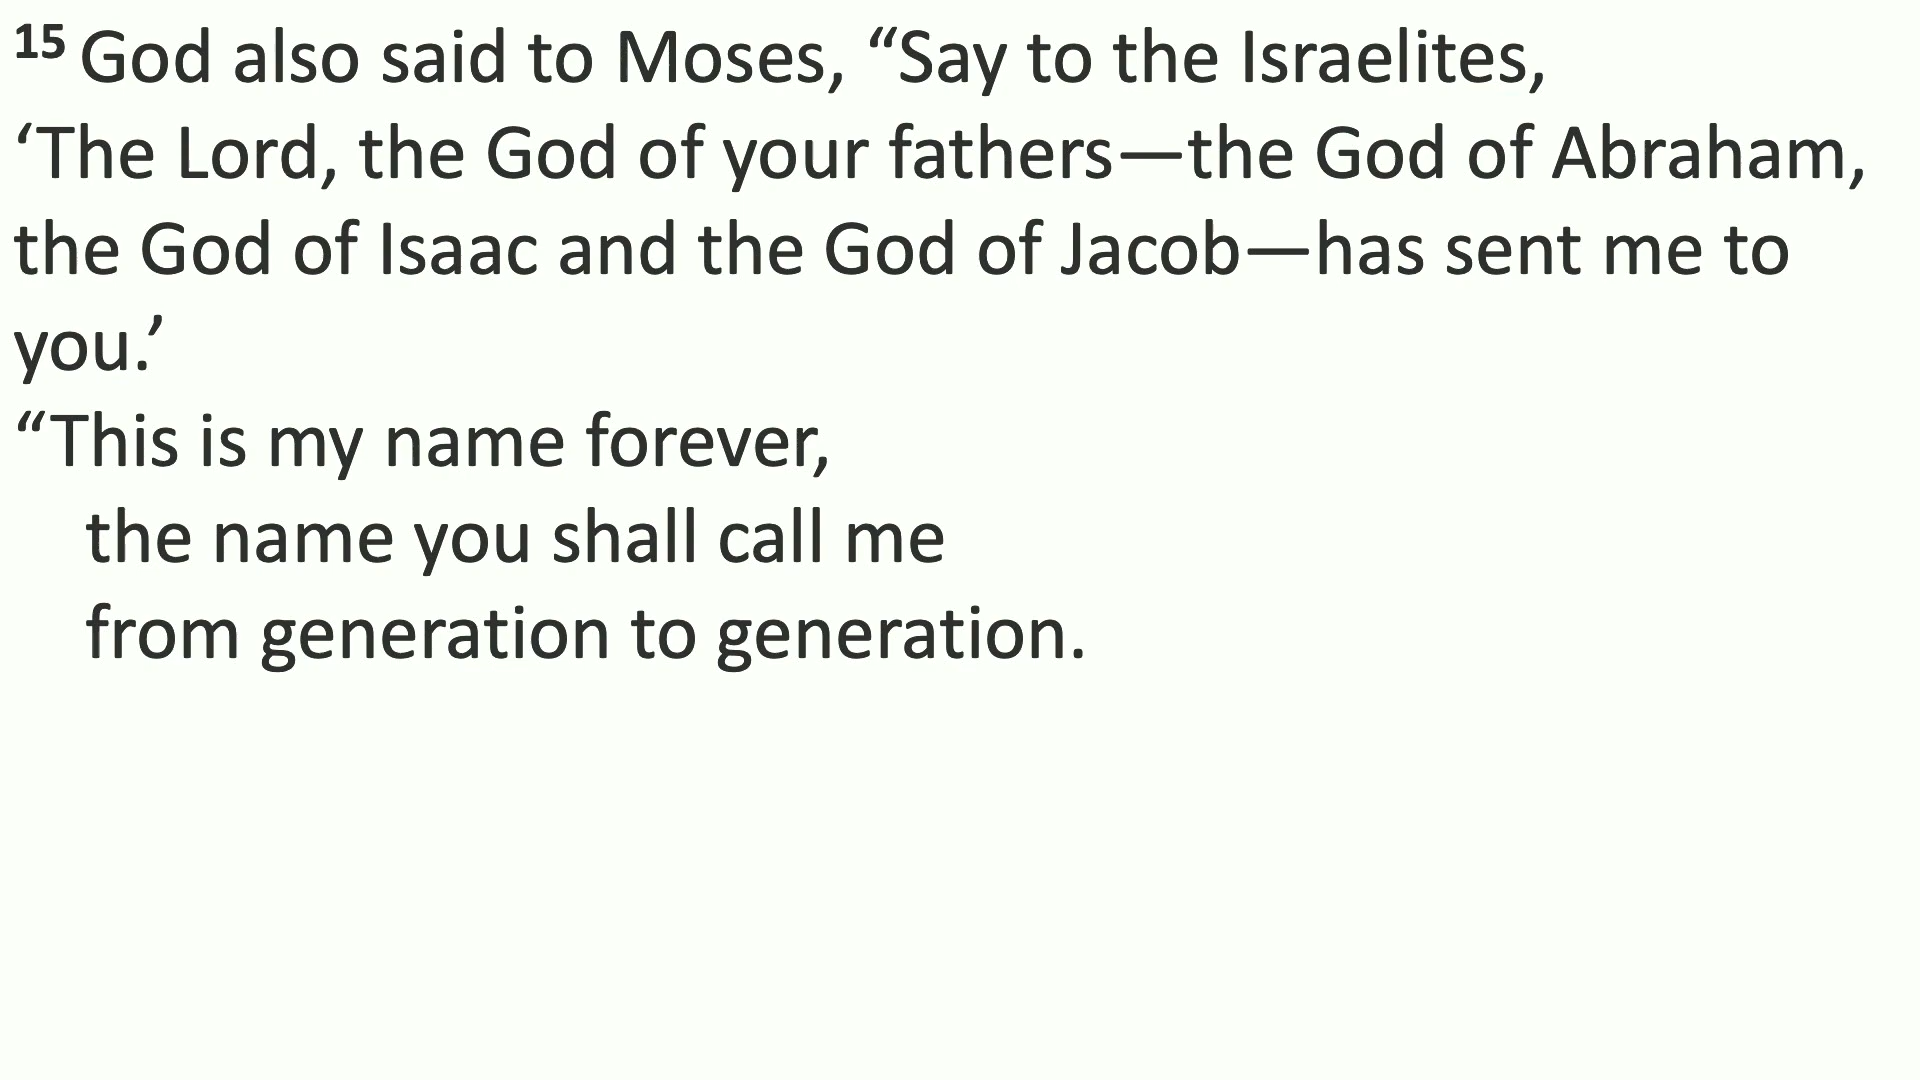 15 God also said to Moses, “Say to the Israelites,
‘The Lord, the God of your fathers—the God of Abraham,
the God of Isaac and the God of Jacob—has sent me to
you.’
“This is my name forever,
the name you shall call me
from generation to generation.